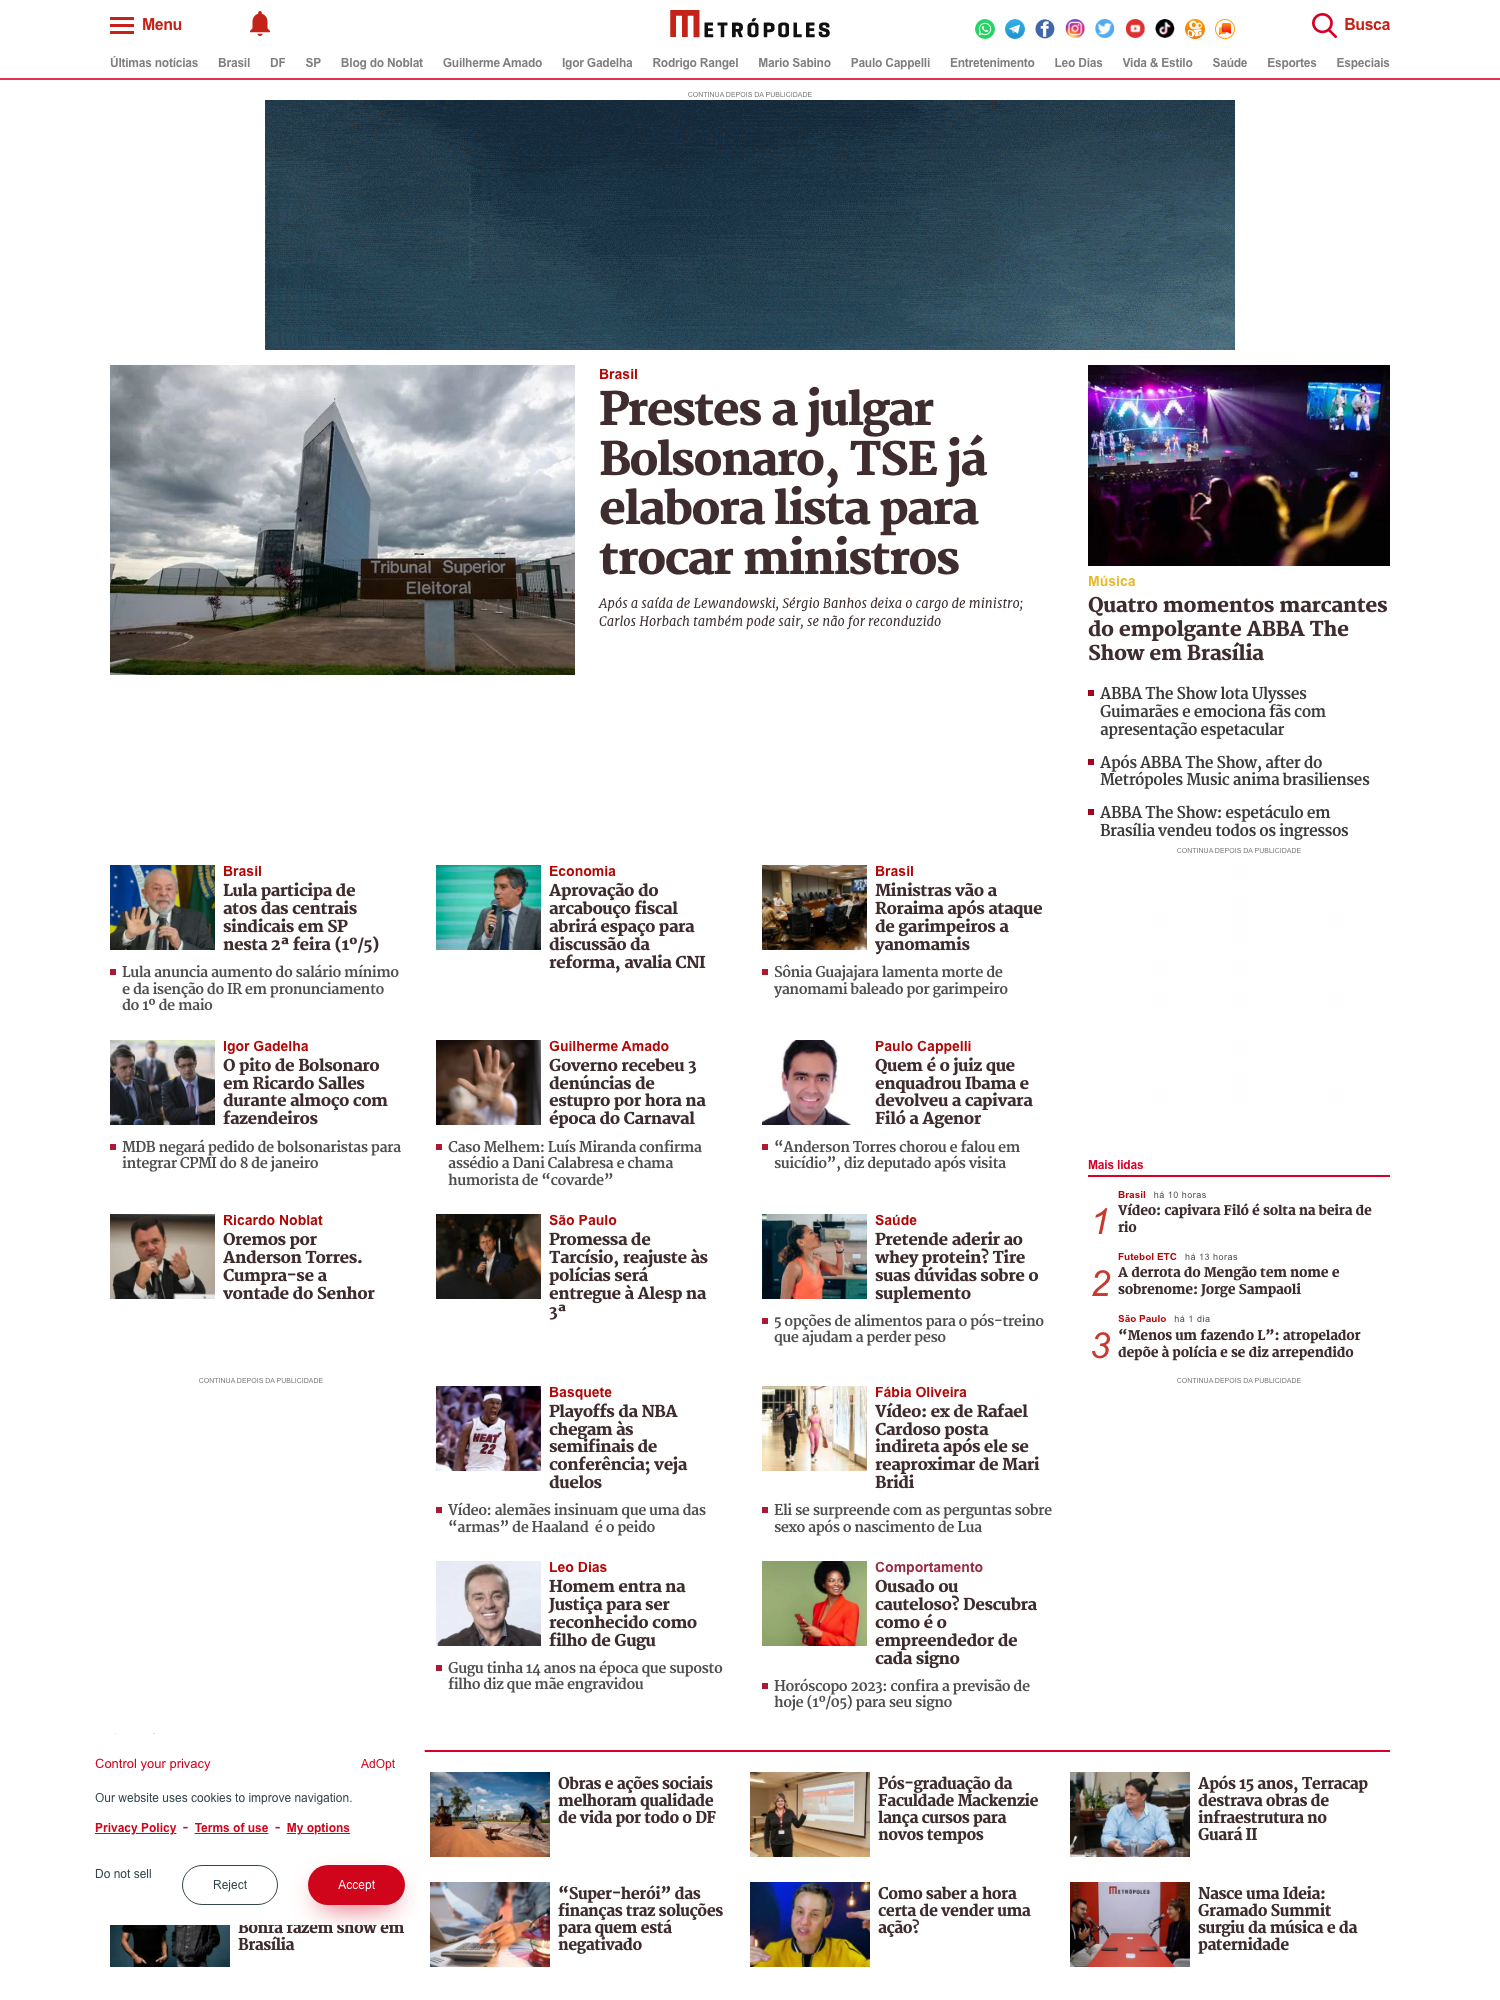 Menu
METRÓPOLES
Busca
Últimas notícias Brasil DF SP Blog do Noblat Guilherme Amado Igor Gadelha Rodrigo Rangel Mario Sabino Paulo Cappelli Entretenimento Leo Dias Vida & Estilo Saúde Esportes Especiais
CONTINUA DEPOIS DA PUBLICIDADE
Tribunal Superior
Eleitoral
Brasil
Prestes a julgar
Bolsonaro, TSE já
elabora lista para
trocar ministros
Após a saída de Lewandowski, Sérgio Banhos deixa o cargo de ministro;
Carlos Horbach também pode sair, se não for reconduzido
Música
Quatro momentos marcantes
do empolgante ABBA The
Show em Brasília
ABBA The Show lota Ulysses
Guimarães e emociona fãs com
apresentação espetacular
Após ABBA The Show, after do
Metrópoles Music anima brasilienses
ABBA The Show: espetáculo em
Brasília vendeu todos os ingressos
CONTINUA DEPOIS DA PUBLICIDADE
Brasil
Lula participa de
atos das centrais
sindicais em SP
nesta 2ª feira (1º/5)
Lula anuncia aumento do salário mínimo
e da isenção do IR em pronunciamento
do 1º de maio
Economia
Aprovação do
arcabouço fiscal
abrirá espaço para
discussão da
reforma, avalia CNI
Brasil
Ministras vão a
Roraima após ataque
de garimpeiros a
yanomamis
Sônia Guajajara lamenta morte de
yanomami baleado por garimpeiro
Igor Gadelha
O pito de Bolsonaro
em Ricardo Salles
durante almoço com
fazendeiros
MDB negará pedido de bolsonaristas para
integrar CPMI do 8 de janeiro
Guilherme Amado
Governo recebeu 3
denúncias de
estupro por hora na
época do Carnaval
Caso Melhem: Luís Miranda confirma
assédio a Dani Calabresa e chama
humorista de “covarde”
Paulo Cappelli
Quem é o juiz que
enquadrou Ibama e
devolveu a capivara
Filó a Agenor
“Anderson Torres chorou e falou em
suicídio”, diz deputado após visita
Mais lidas
1
Brasil há 10 horas
Vídeo: capivara Filó é solta na beira de
rio
2
Futebol ETC há 13 horas
A derrota do Mengão tem nome e
sobrenome: Jorge Sampaoli
3
São Paulo há 1 dia
“Menos um fazendo L”: atropelador
depõe à polícia e se diz arrependido
CONTINUA DEPOIS DA PUBLICIDADE
Ricardo Noblat
Oremos por
Anderson Torres.
Cumpra-se a
vontade do Senhor
São Paulo
Promessa de
Tarcísio, reajuste às
polícias será
entregue à Alesp na
3ª
Saúde
Pretende aderir ao
whey protein? Tire
suas dúvidas sobre o
suplemento
5 opções de alimentos para o pós-treino
que ajudam a perder peso
CONTINUA DEPOIS DA PUBLICIDADE
HEAT
22
Basquete
Playoffs da NBA
chegam às
semifinais de
conferência; veja
duelos
Vídeo: alemães insinuam que uma das
“armas” de Haaland é o peido
Fábia Oliveira
Vídeo: ex de Rafael
Cardoso posta
indireta após ele se
reaproximar de Mari
Bridi
Eli se surpreende com as perguntas sobre
sexo após o nascimento de Lua
Leo Dias
Homem entra na
Justiça para ser
reconhecido como
filho de Gugu
Gugu tinha 14 anos na época que suposto
filho diz que mãe engravidou
Comportamento
Ousado ou
cauteloso? Descubra
como é o
empreendedor de
cada signo
Horóscopo 2023: confira a previsão de
hoje (1º/05) para seu signo
Control your privacy AdOpt
Our website uses cookies to improve navigation.
Privacy Policy - Terms of use - My options
Do not sell Reject Accept
Bonfá fazem show em
Brasília
Obras e ações sociais
melhoram qualidade
de vida por todo o DF
Pós-graduação da
Faculdade Mackenzie
lança cursos para
novos tempos
Após 15 anos, Terracap
destrava obras de
infraestrutura no
Guará II
“Super-herói” das
finanças traz soluções
para quem está
negativado
Como saber a hora
certa de vender uma
ação?
METRÓPOLES
Nasce uma Ideia:
Gramado Summit
surgiu da música e da
paternidade